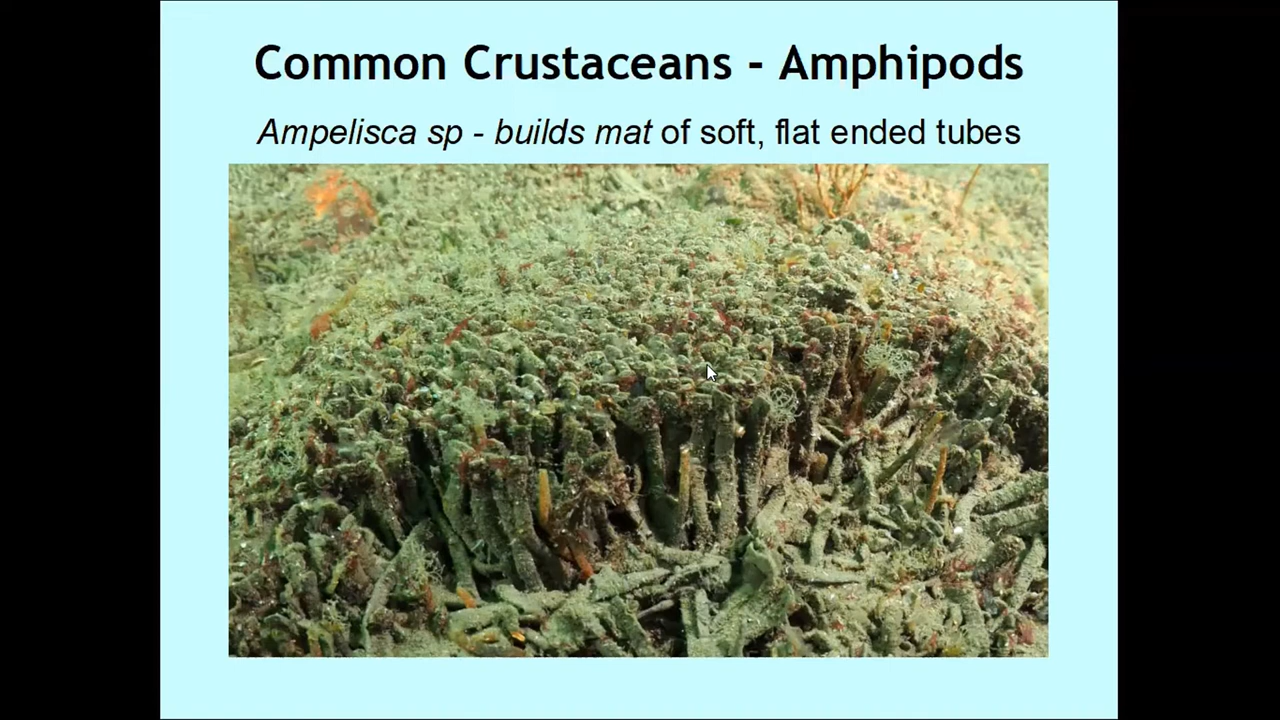 Common Crustaceans - Amphipods
Ampelisca sp - builds mat of soft, flat ended tubes